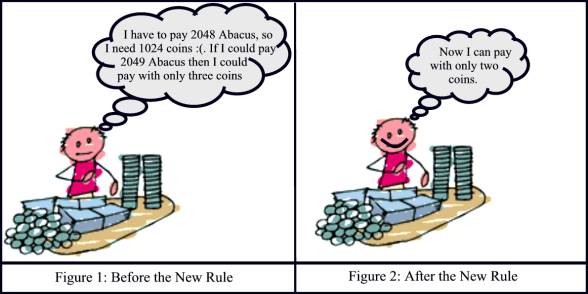 I have to pay 2048 Abacus, so
I need 1024 coins :(. If I could pay
2049 Abacus then I could
pay with only three coins
Now I can pay
with only two
coins.
Figure 1: Before the New Rule
Figure 2: After the New Rule